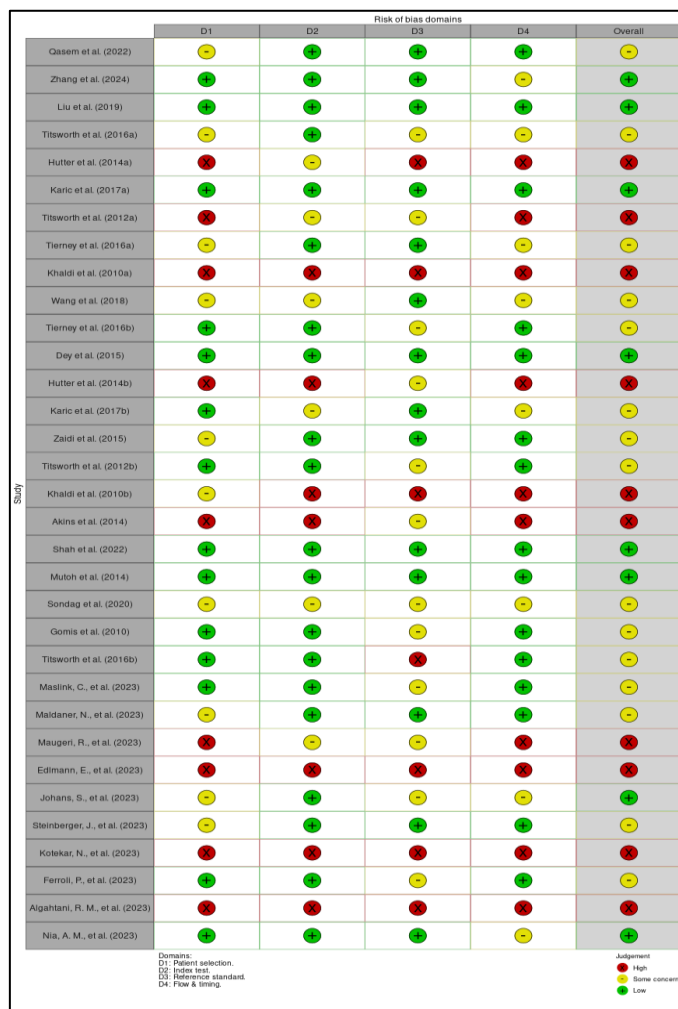 Risk of bias domains
D1 D2 D3 D4 Overall
Study
Qasem et al. (2022) - + + + -
Zhang et al. (2024) + + + - +
Liu et al. (2019) + + + + +
Titsworth et al. (2016a) - + - - -
Hutter et al. (2014a) X - X X X
Karic et al. (2017a) + + + + +
Titsworth et al. (2012a) X - - X X
Tierney et al. (2016a) - + + - -
Khaldi et al. (2010a) X X X X X
Wang et al. (2018) - - + - -
Tierney et al. (2016b) + + - + -
Dey et al. (2015) + + + + +
Hutter et al. (2014b) X X - X X
Karic et al. (2017b) + - + - -
Zaidi et al. (2015) - + + + -
Titsworth et al. (2012b) + + - + -
Khaldi et al. (2010b) - X X X X
Akins et al. (2014) X X - X X
Shah et al. (2022) + + + + +
Mutoh et al. (2014) + + + + +
Sondag et al. (2020) - - - - -
Gomis et al. (2010) + + - + -
Titsworth et al. (2016b) + + X + -
Maslink, C., et al. (2023) + + - + -
Maldaner, N., et al. (2023) - + + + -
Maugeri, R., et al. (2023) X - - X X
Edlmann, E., et al. (2023) X X X X X
Johans, S., et al. (2023) - + - - +
Steinberger, J., et al. (2023) - + + + -
Kotekar, N., et al. (2023) X X X X X
Ferroli, P., et al. (2023) + + - + -
Algahtani, R. M., et al. (2023) X X X X X
Nia, A. M., et al. (2023) + + + - +
Domains:
D1: Patient selection.
D2: Index test.
D3: Reference standard.
D4: Flow & timing.
Judgement
X High
- Some concern
+ Low